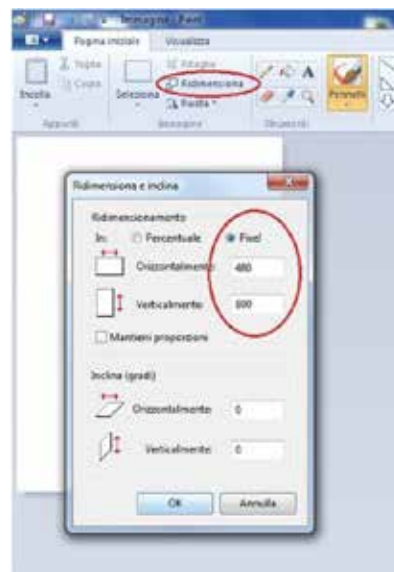 Immagine - Paint
Pagina iniziale Visualizza
Incolla
Taglia
Copia
Seleziona
Ritaglia
Ridimensiona
Ruota
Pennelli
Appunti Immagine Strumenti
Ridimensiona e inclina
Ridimensionamento
In: Percentuale Pixel
Orizzontalmente: 480
Verticalmente: 800
Mantieni proporzioni
Inclina (gradi)
Orizzontalmente: 0
Verticalmente: 0
OK Annulla